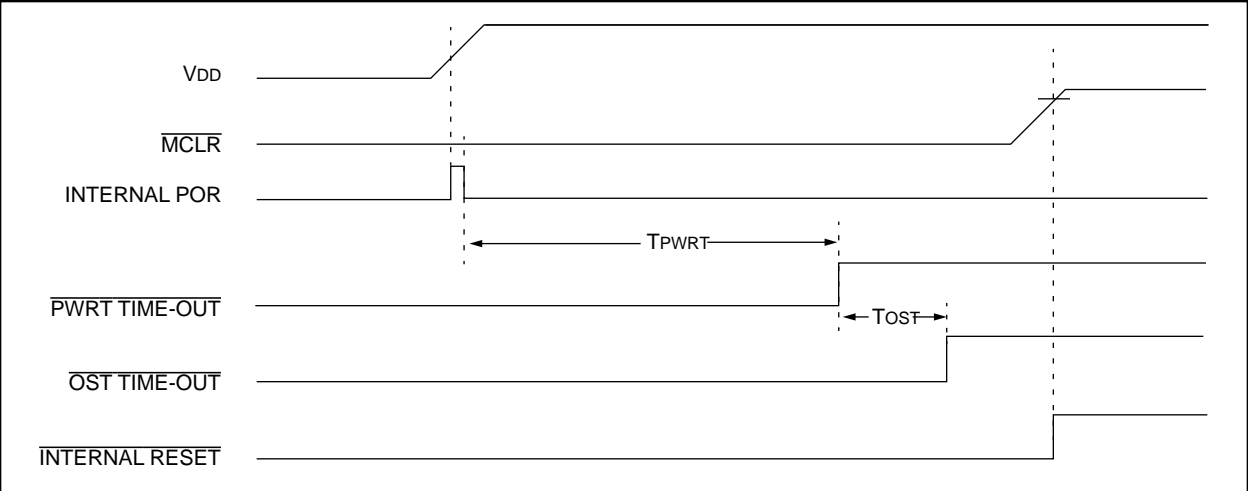 VDD
MCLR
INTERNAL POR
TPWRT
PWRT TIME-OUT
TOST
OST TIME-OUT
INTERNAL RESET